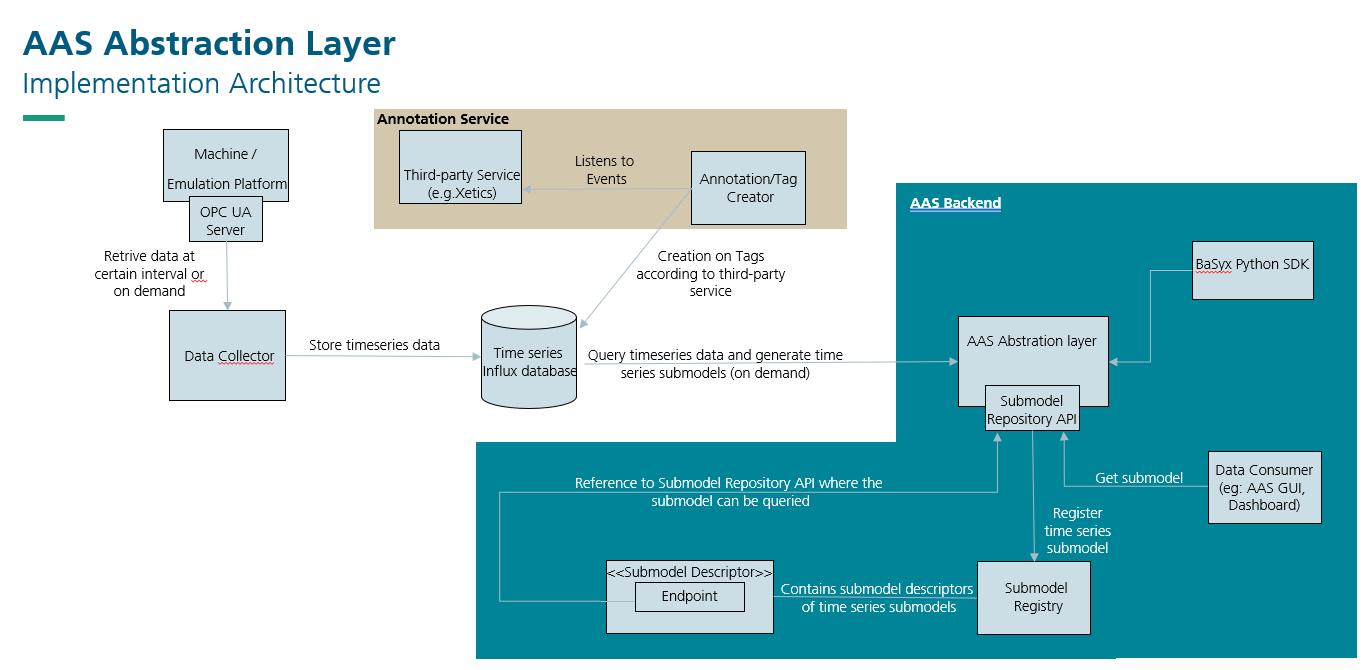 AAS Abstraction Layer
Implementation Architecture
Annotation Service
Machine /
Emulation Platform
OPC UA
Server
Third-party Service
(e.g.Xetics)
Listens to
Events
Annotation/Tag
Creator
AAS Backend
Retrive data at
certain interval or
on demand
Creation on Tags
according to third-party
service
BaSyx Python SDK
Data Collector
Store timeseries data
Time series
Influx database
Query timeseries data and generate time
series submodels (on demand)
AAS Abstration layer
Submodel
Repository API
Reference to Submodel Repository API where the
submodel can be queried
Get submodel
Data Consumer
(eg: AAS GUI,
Dashboard)
Register
time series
submodel
<<Submodel Descriptor>>
Endpoint
Contains submodel descriptors
of time series submodels
Submodel
Registry